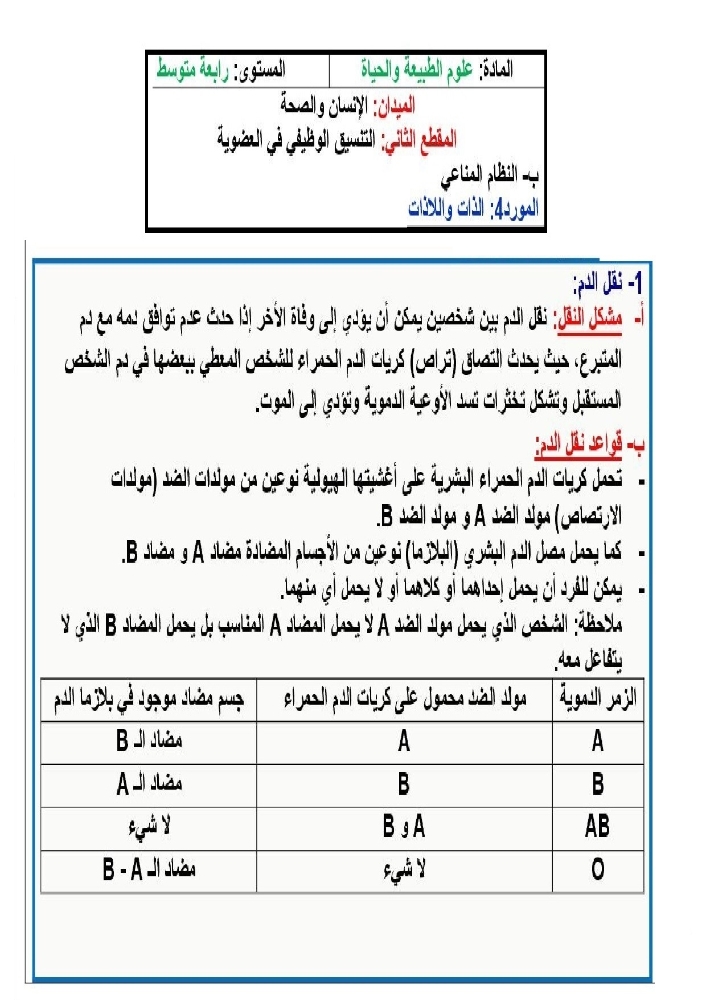 المادة: علوم الطبيعة والحياة
المستوى: رابعة متوسط
الميدان: الإنسان والصحة
المقطع الثاني: التنسيق الوظيفي في العضوية
ب- النظام المناعي
المورد4: الذات واللاذات
1- نقل الدم:
أ- مشكل النقل: نقل الدم بين شخصين يمكن أن يؤدي إلى وفاة الأخر إذا حدث عدم توافق دمه مع دم
المتبرع، حيث يحدث التصاق (تراص) كريات الدم الحمراء للشخص المعطي ببعضها في دم الشخص
المستقبل وتشكل تخثرات تسد الأوعية الدموية وتؤدي إلى الموت.
ب- قواعد نقل الدم:
- تحمل كريات الدم الحمراء البشرية على أغشيتها الهيولية نوعين من مولدات الضد (مولدات
الارتصاص) مولد الضد A و مولد الضد B.
- كما يحمل مصل الدم البشري (البلازما) نوعين من الأجسام المضادة مضاد A و مضاد B.
- يمكن للفرد أن يحمل إحداهما أو كلاهما أو لا يحمل أي منهما.
ملاحظة: الشخص الذي يحمل مولد الضد A لا يحمل المضاد A المناسب بل يحمل المضاد B الذي لا
يتفاعل معه.
الزمر الدموية مولد الضد محمول على كريات الدم الحمراء جسم مضاد موجود في بلازما الدم
A A مضاد الـ B
B B مضاد الـ A
AB A و B لا شيء
O لا شيء مضاد الـ B - A